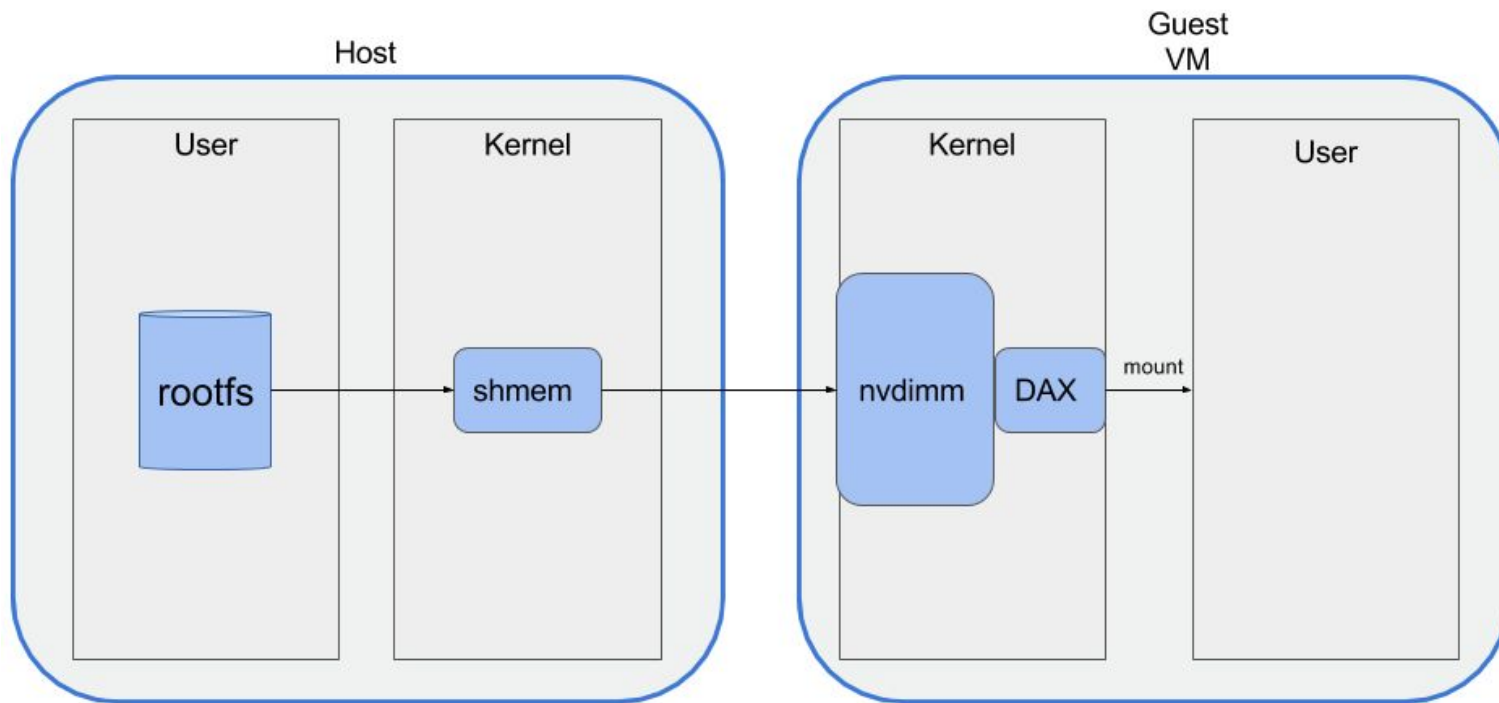 Host
Guest
VM
User
Kernel
Kernel
User
rootfs
shmem
nvdimm
DAX
mount